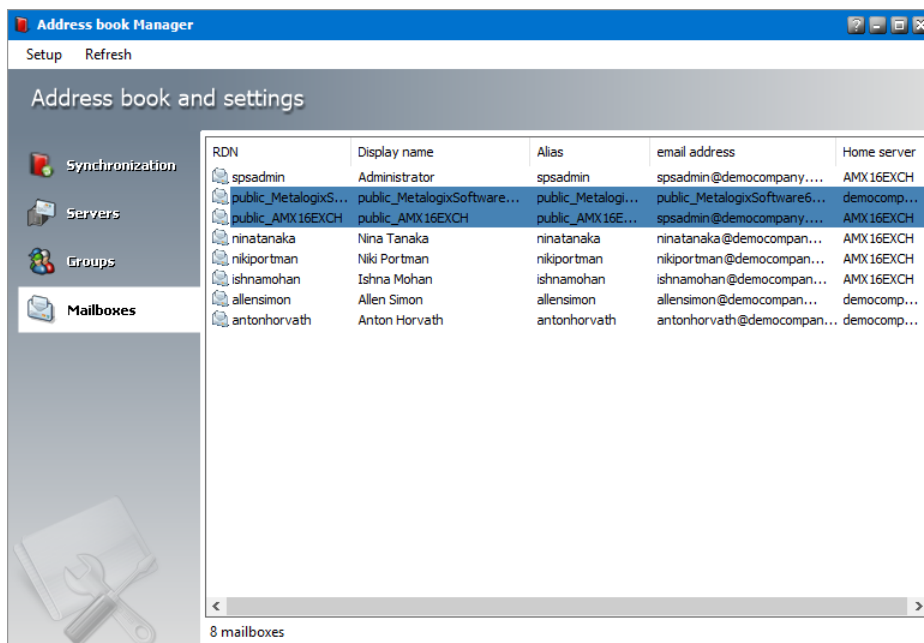 Address book Manager
Setup Refresh
Address book and settings
Synchronization
Servers
Groups
Mailboxes
RDN Display name Alias email address Home server
spsadmin Administrator spsadmin spsadmin@democompany.... AMX16EXCH
public_MetalogixS... public_MetalogixSoftware... public_Metalogi... public_MetalogixSoftware6... democomp...
public_AMX16EXCH public_AMX16EXCH public_AMX16E... spsadmin@democompany.... AMX16EXCH
ninatanaka Nina Tanaka ninatanaka ninatanaka@democompan... AMX16EXCH
nikiportman Niki Portman nikiportman nikiportman@democompan... AMX16EXCH
ishnamohan Ishna Mohan ishnamohan ishnamohan@democompan... AMX16EXCH
allensimon Allen Simon allensimon allensimon@democompan... democomp...
antonhorvath Anton Horvath antonhorvath antonhorvath@democompan... democomp...
8 mailboxes